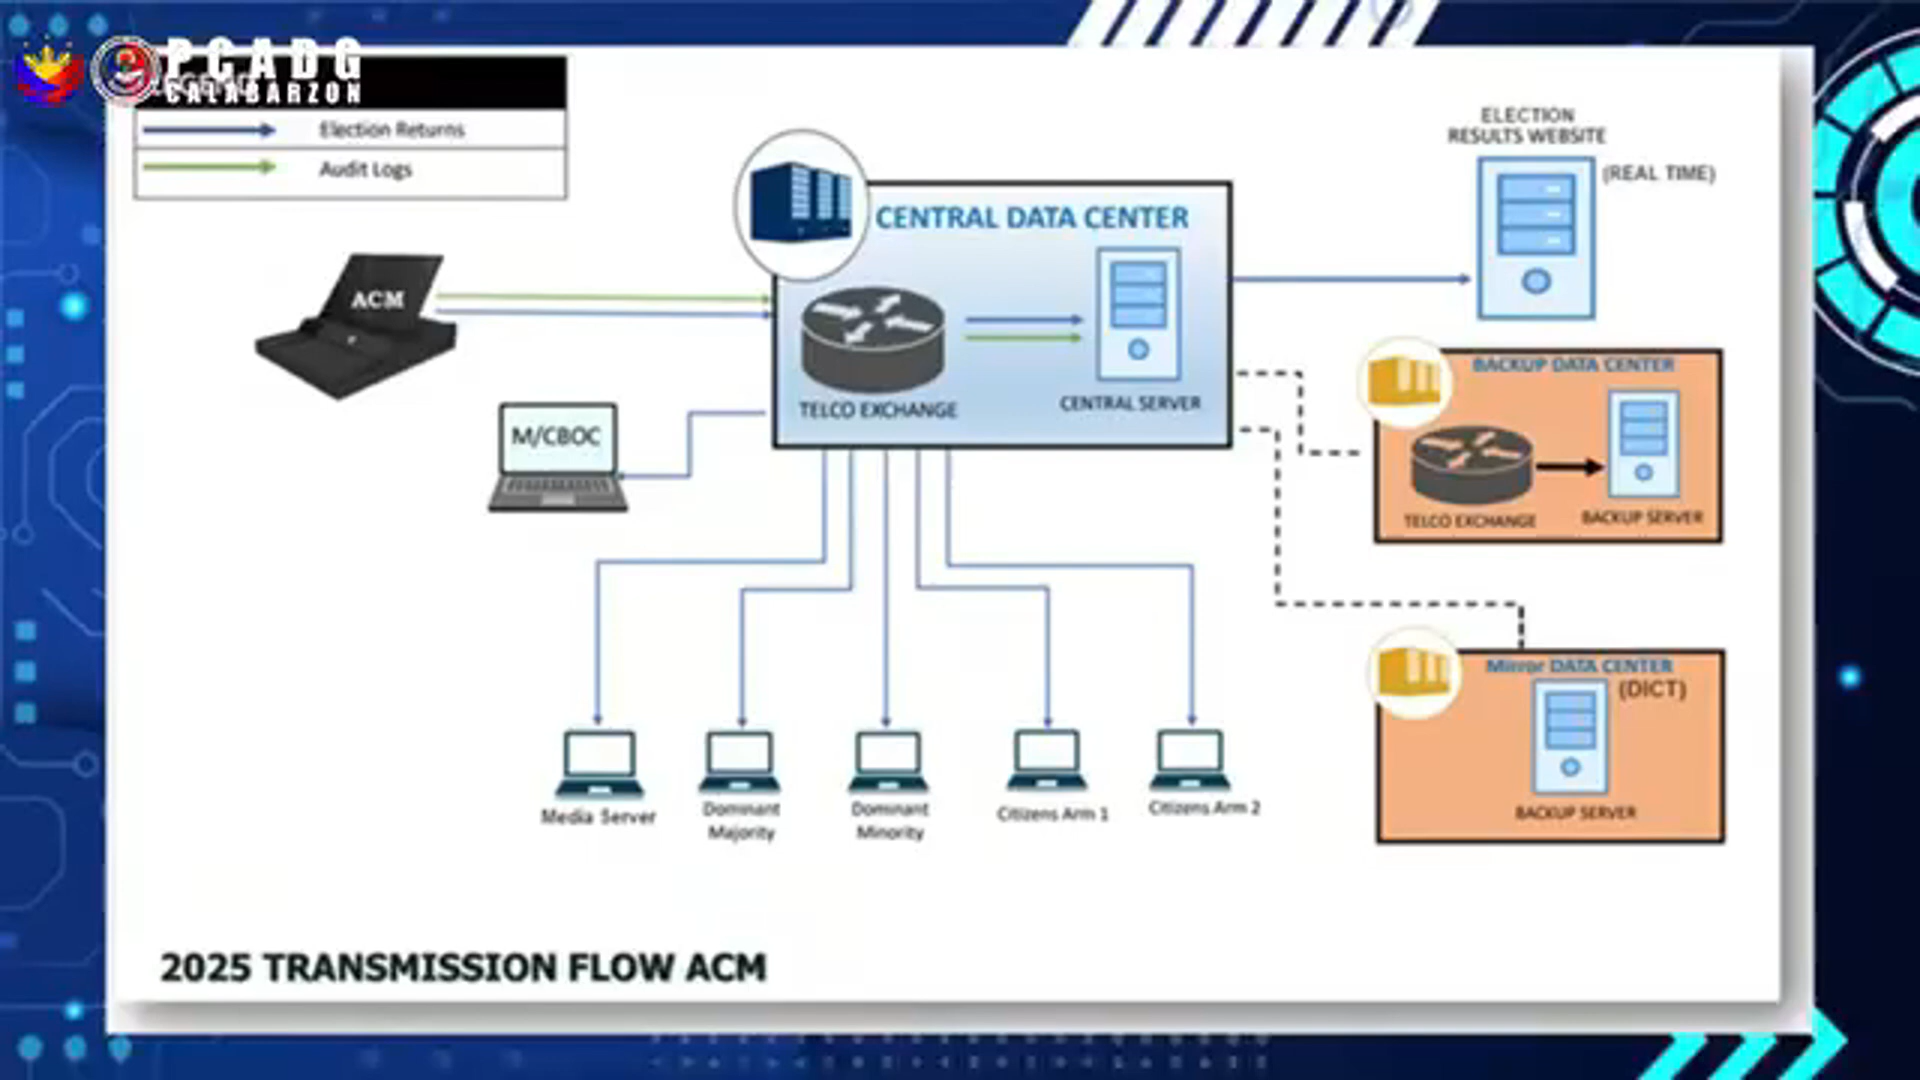 PCADG
CALABARZON
Election Returns
Audit Logs
ELECTION
RESULTS WEBSITE
(REAL TIME)
CENTRAL DATA CENTER
ACM
TELCO EXCHANGE
CENTRAL SERVER
BACKUP DATA CENTER
M/CBOC
TELCO EXCHANGE
BACKUP SERVER
Mirror DATA CENTER
(DICT)
BACKUP SERVER
Media Server
Dominant
Majority
Dominant
Minority
Citizens Arm 1
Citizens Arm 2
2025 TRANSMISSION FLOW ACM